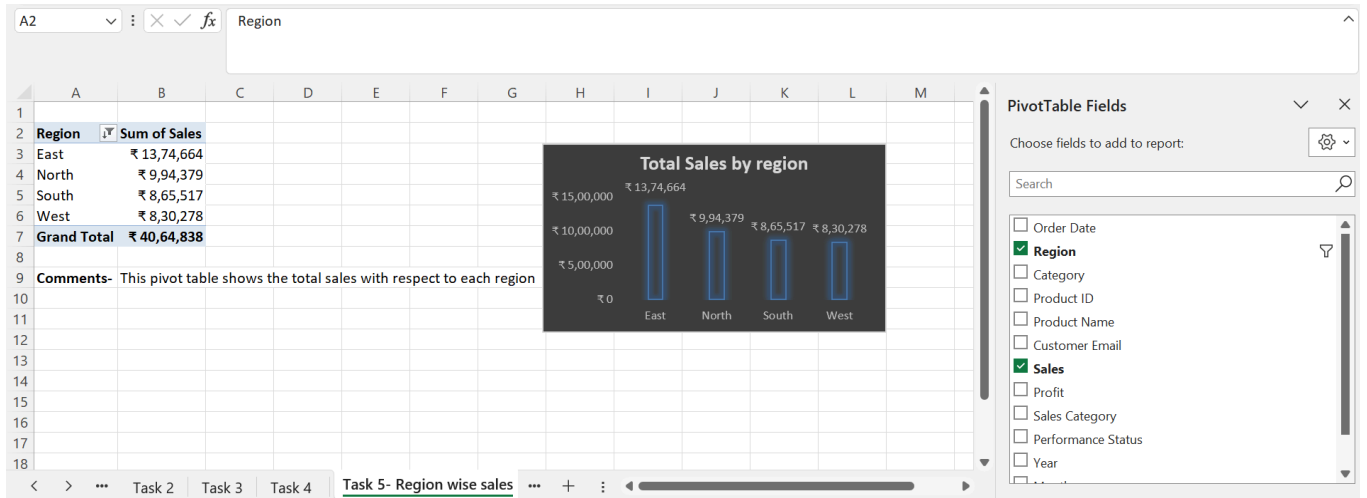 A2
fx
Region
A B C D E F G H I J K L M
1
2 Region Sum of Sales
3 East ₹ 13,74,664
4 North ₹ 9,94,379
5 South ₹ 8,65,517
6 West ₹ 8,30,278
7 Grand Total ₹ 40,64,838
8
9 Comments- This pivot table shows the total sales with respect to each region
10
11
12
13
14
15
16
17
18
Total Sales by region
₹ 15,00,000
₹ 10,00,000
₹ 5,00,000
₹ 0
₹ 13,74,664
₹ 9,94,379
₹ 8,65,517
₹ 8,30,278
East North South West
PivotTable Fields
Choose fields to add to report:
Search
Order Date
Region
Category
Product ID
Product Name
Customer Email
Sales
Profit
Sales Category
Performance Status
Year
Task 2 Task 3 Task 4 Task 5- Region wise sales